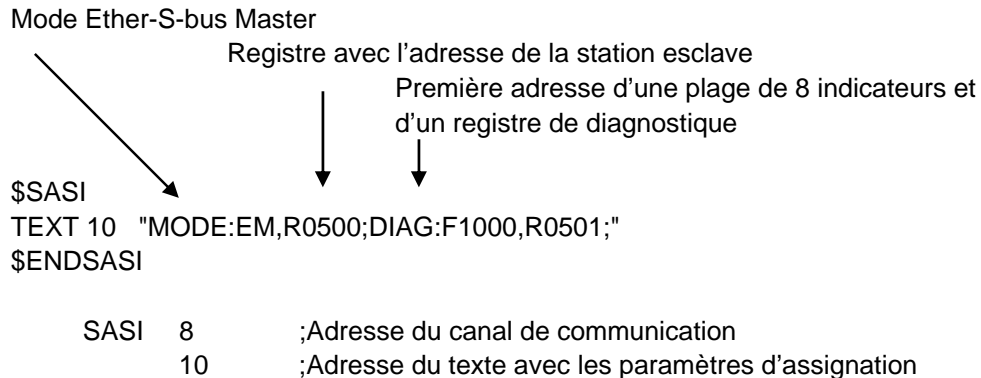 Mode Ether-S-bus Master
Registre avec l’adresse de la station esclave
Première adresse d’une plage de 8 indicateurs et
d’un registre de diagnostique
$SASI
TEXT 10 "MODE:EM,R0500;DIAG:F1000,R0501;"
$ENDSASI
SASI 8 ;Adresse du canal de communication
10 ;Adresse du texte avec les paramètres d’assignation